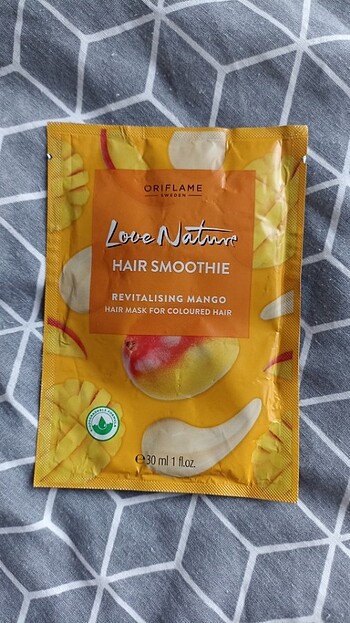 ORIFLAME
SWEDEN
Love Nature
HAIR SMOOTHIE
REVITALISING MANGO
HAIR MASK FOR COLOURED HAIR
℮30 ml 1 fl.oz.